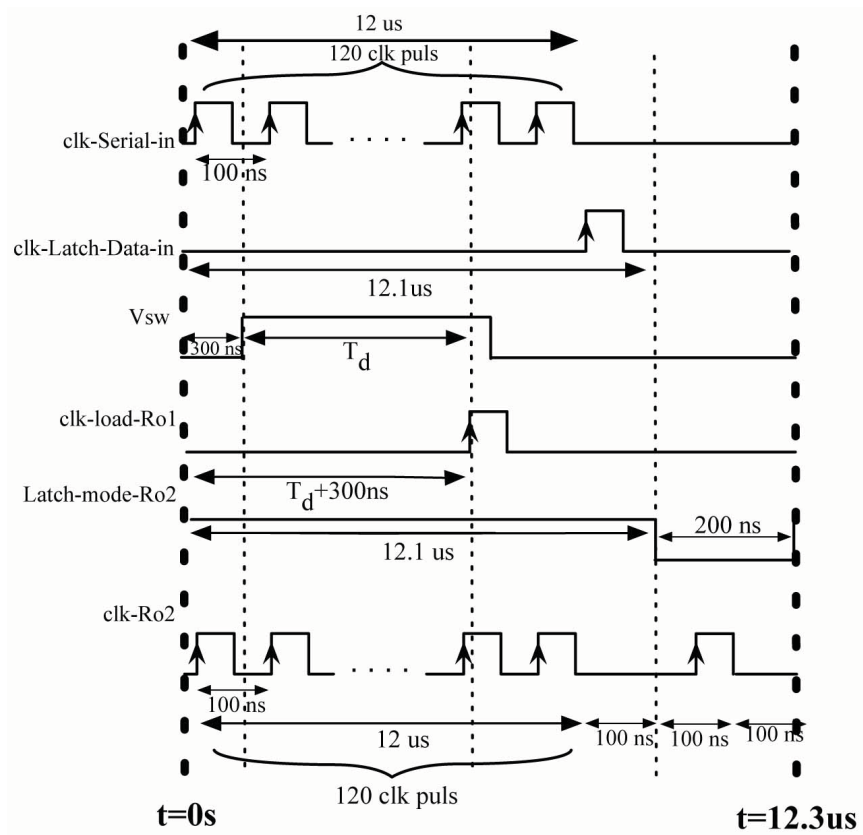 12 us
120 clk puls
clk-Serial-in
. . . . .
100 ns
clk-Latch-Data-in
12.1us
Vsw
300 ns
Td
clk-load-Ro1
Td+300ns
Latch-mode-Ro2
200 ns
12.1 us
clk-Ro2
. . . . .
100 ns
12 us
100 ns
100 ns
100 ns
120 clk puls
t=0s
t=12.3us